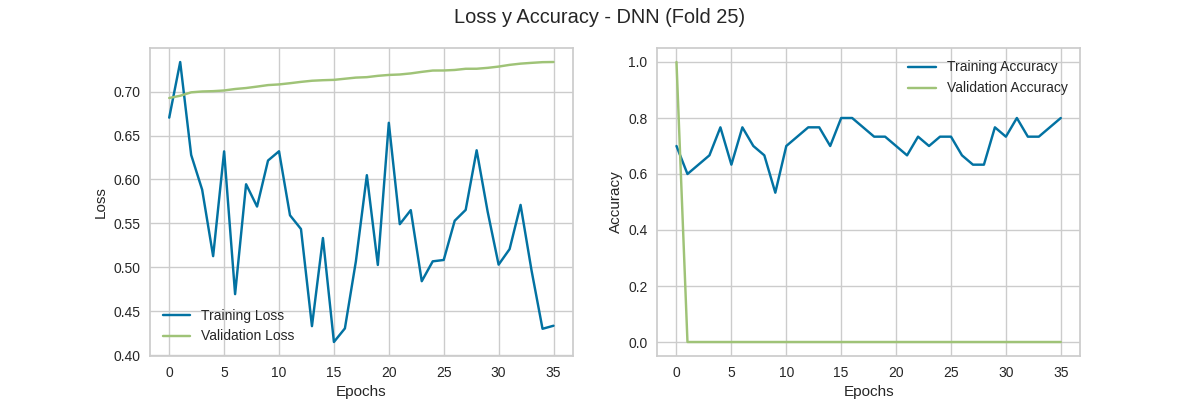 Loss y Accuracy - DNN (Fold 25)
Loss
0.70
0.65
0.60
0.55
0.50
0.45
0.40
Training Loss
Validation Loss
0 5 10 15 20 25 30 35
Epochs
Accuracy
1.0
0.8
0.6
0.4
0.2
0.0
Training Accuracy
Validation Accuracy
0 5 10 15 20 25 30 35
Epochs